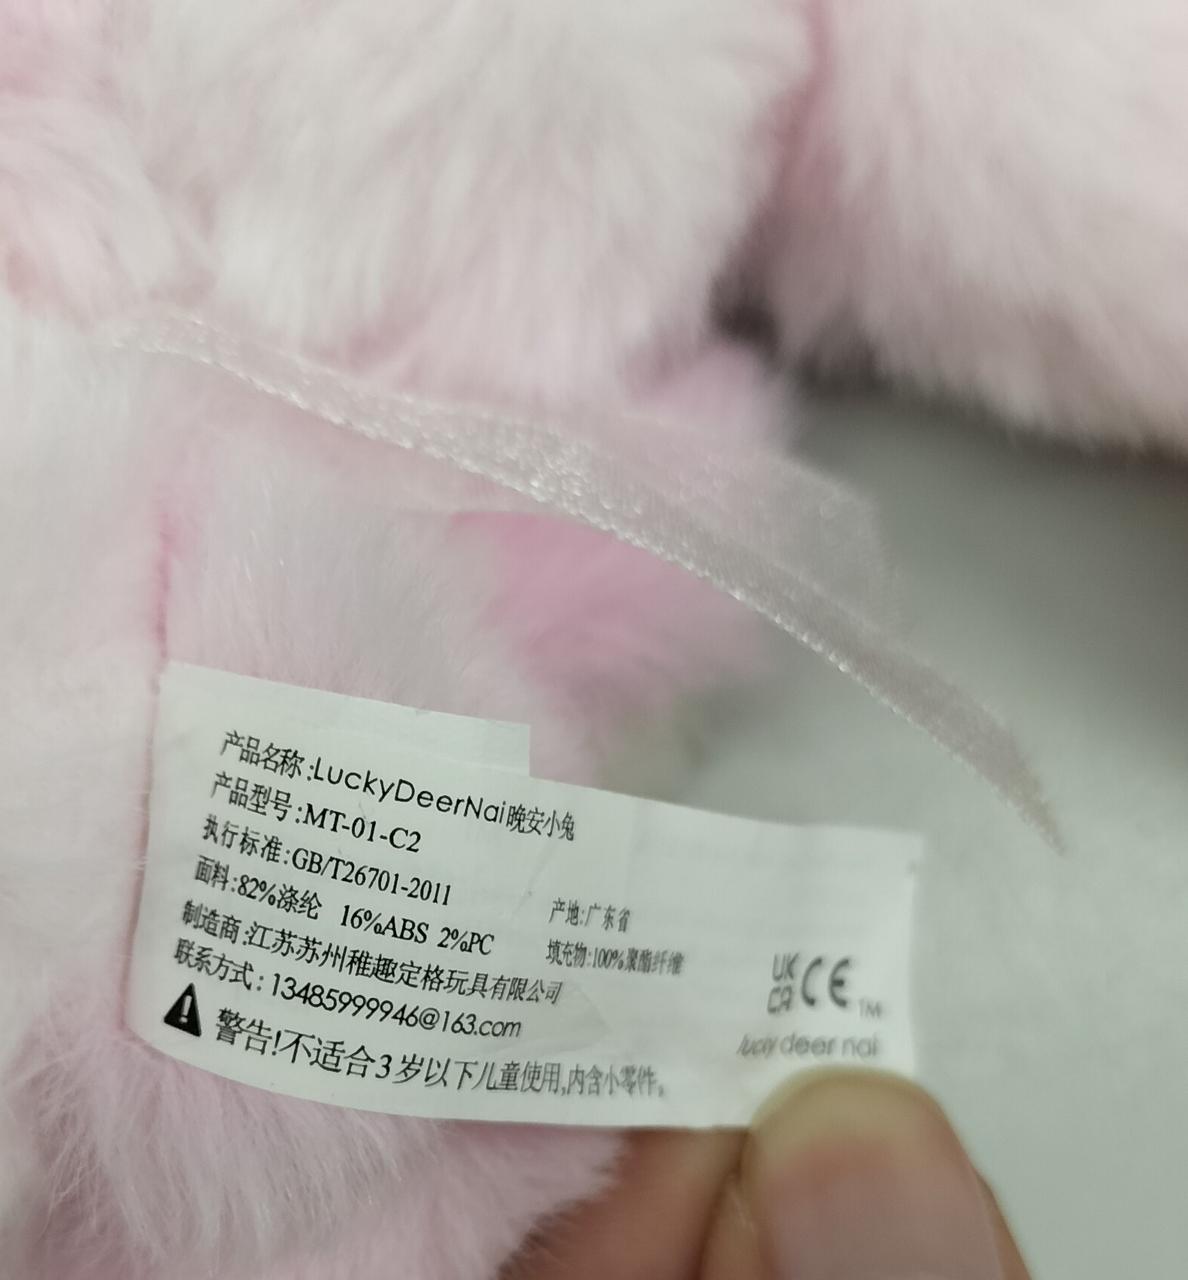 产品名称:LuckyDeerNai晚安小兔
产品型号:MT-01-C2
执行标准:GB/T26701-2011
面料:82%涤纶 16%ABS 2%PC
制造商:江苏苏州稚趣定格玩具有限公司
联系方式:13485999946@163.com
警告!不适合3岁以下儿童使用,内含小零件。
产地:广东省
填充物:100%聚酯纤维
UK
CA CE TM
lucky deer nai